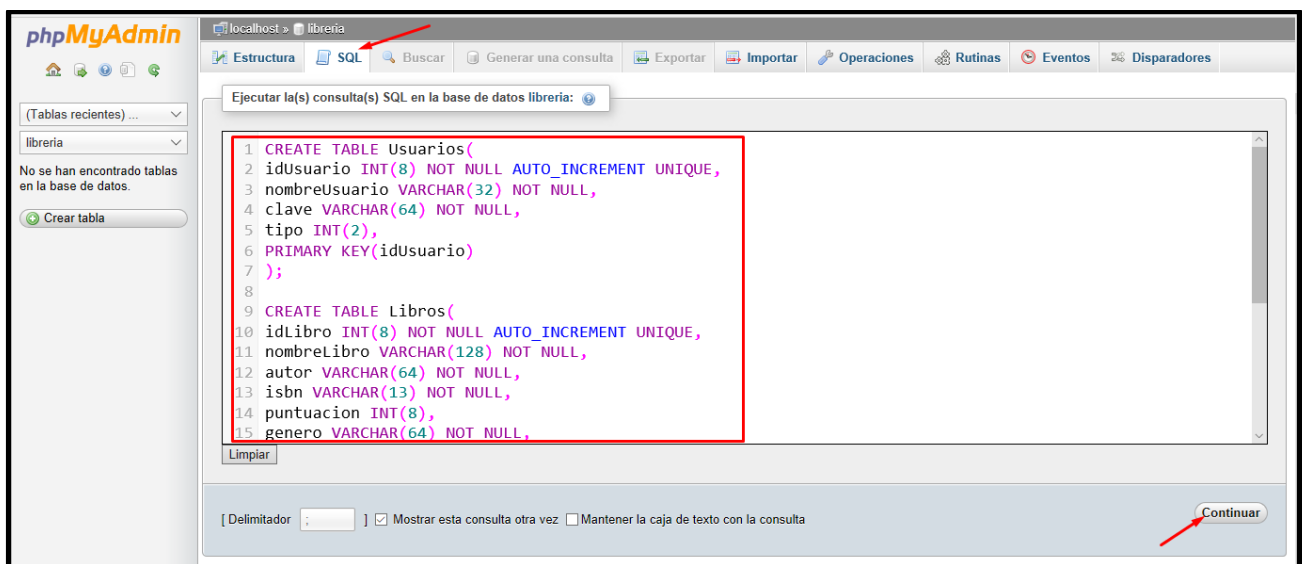 phpMyAdmin
(Tablas recientes) ...
libreria
No se han encontrado tablas
en la base de datos.
Crear tabla
localhost » libreria
Estructura SQL Buscar Generar una consulta Exportar Importar Operaciones Rutinas Eventos Disparadores
Ejecutar la(s) consulta(s) SQL en la base de datos libreria:
1 CREATE TABLE Usuarios(
2 idUsuario INT(8) NOT NULL AUTO_INCREMENT UNIQUE,
3 nombreUsuario VARCHAR(32) NOT NULL,
4 clave VARCHAR(64) NOT NULL,
5 tipo INT(2),
6 PRIMARY KEY(idUsuario)
7 );
8
9 CREATE TABLE Libros(
10 idLibro INT(8) NOT NULL AUTO_INCREMENT UNIQUE,
11 nombreLibro VARCHAR(128) NOT NULL,
12 autor VARCHAR(64) NOT NULL,
13 isbn VARCHAR(13) NOT NULL,
14 puntuacion INT(8),
15 genero VARCHAR(64) NOT NULL,
Limpiar
[ Delimitador ; ] Mostrar esta consulta otra vez Mantener la caja de texto con la consulta
Continuar